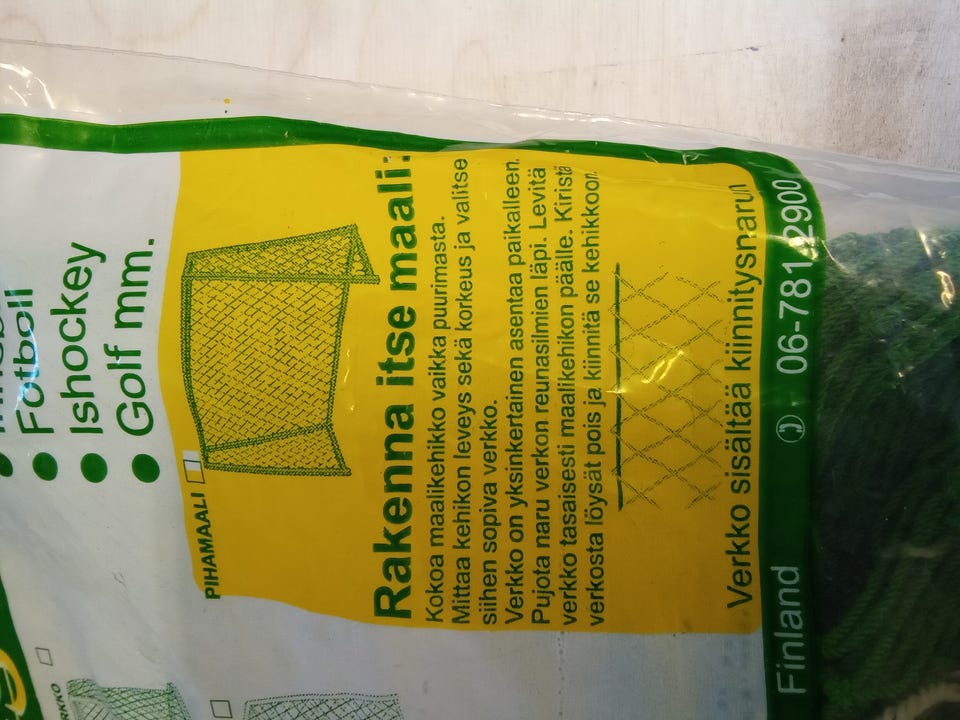 Fotboll
Ishockey
Golf mm.
PIHAMAALI
Rakenna itse maali:
Kokoa maalikehikko vaikka puurimasta.
Mittaa kehikon leveys sekä korkeus ja valitse
siihen sopiva verkko.
Verkko on yksinkertainen asentaa paikalleen.
Pujota naru verkon reunasilmien läpi. Levitä
verkko tasaisesti maalikehikon päälle. Kiristä
verkosta löysät pois ja kiinnitä se kehikkoon.
Verkko sisältää kiinnitysnarun
Finland 06-781 2900